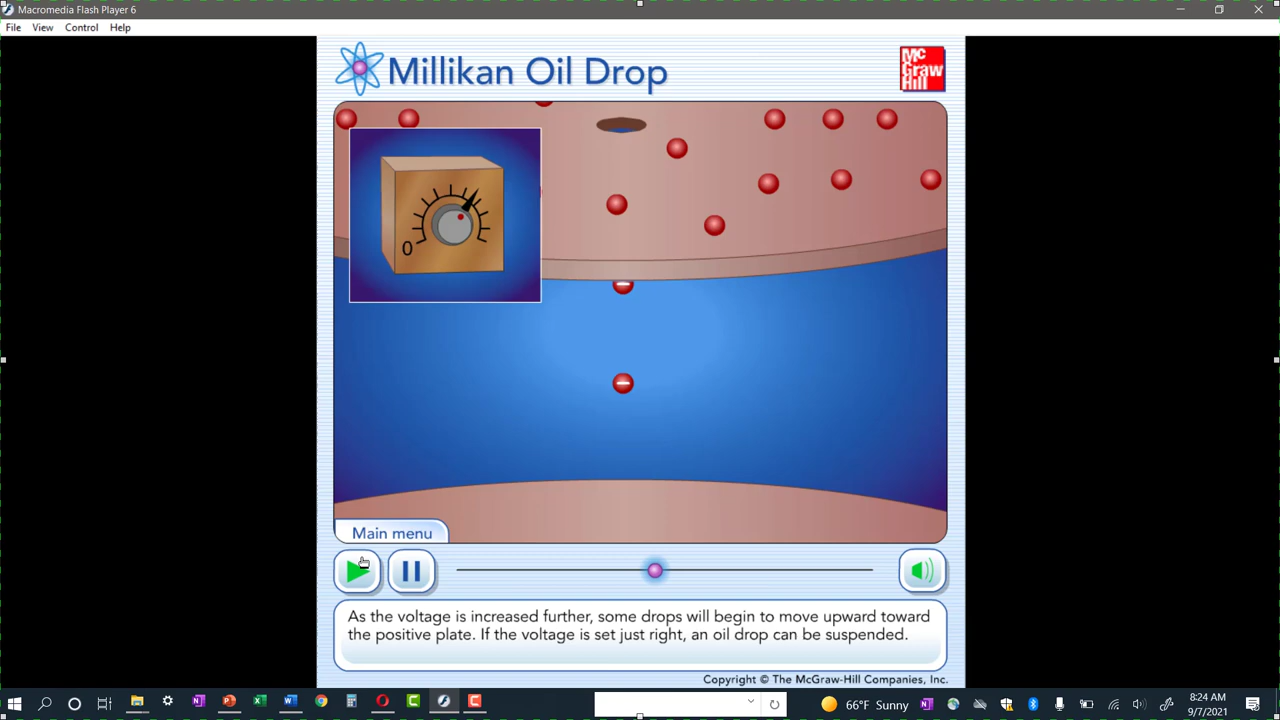 Macromedia Flash Player 6
File View Control Help
Millikan Oil Drop
Mc
Graw
Hill
0
Main menu
As the voltage is increased further, some drops will begin to move upward toward
the positive plate. If the voltage is set just right, an oil drop can be suspended.
Copyright © The McGraw-Hill Companies, Inc.
66°F Sunny
8:24 AM
9/7/2021